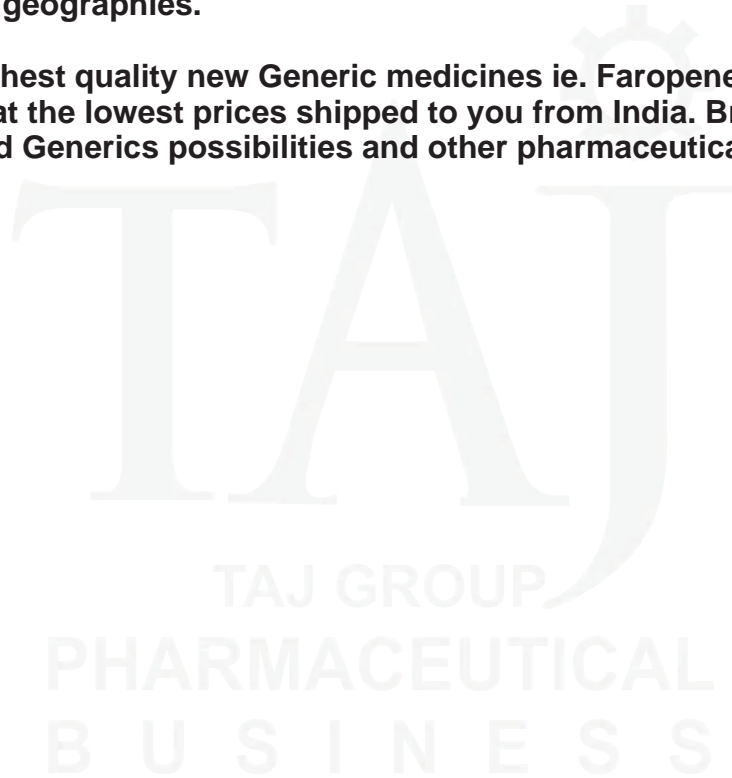 geographies.
hest quality new Generic medicines ie. Farопene
at the lowest prices shipped to you from India. Br
d Generics possibilities and other pharmaceutica
TAJ
TAJ GROUP
PHARMACEUTICAL
BUSINESS